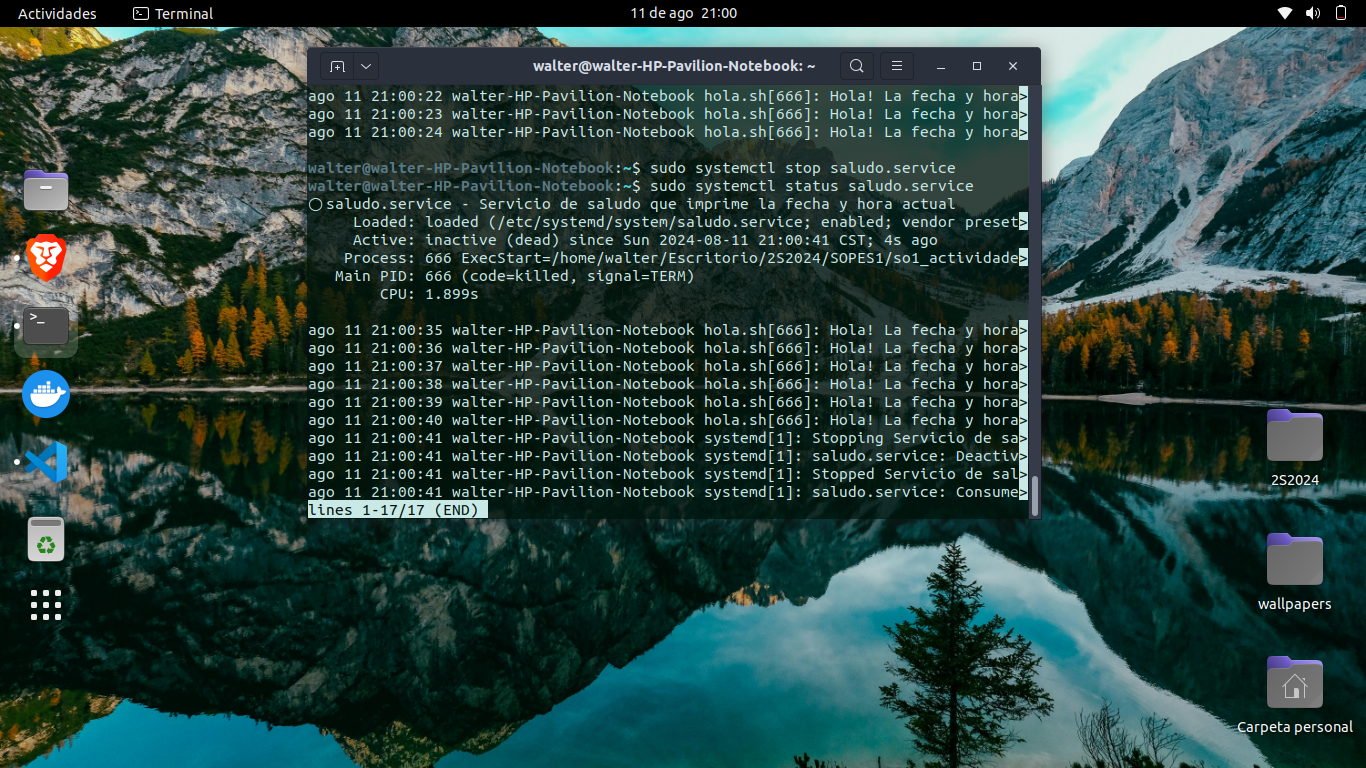 Actividades
Terminal
11 de ago 21:00
walter@walter-HP-Pavilion-Notebook: ~
ago 11 21:00:22 walter-HP-Pavilion-Notebook hola.sh[666]: Hola! La fecha y hora>
ago 11 21:00:23 walter-HP-Pavilion-Notebook hola.sh[666]: Hola! La fecha y hora>
ago 11 21:00:24 walter-HP-Pavilion-Notebook hola.sh[666]: Hola! La fecha y hora>
walter@walter-HP-Pavilion-Notebook:~$ sudo systemctl stop saludo.service
walter@walter-HP-Pavilion-Notebook:~$ sudo systemctl status saludo.service
○ saludo.service - Servicio de saludo que imprime la fecha y hora actual
Loaded: loaded (/etc/systemd/system/saludo.service; enabled; vendor preset>
Active: inactive (dead) since Sun 2024-08-11 21:00:41 CST; 4s ago
Process: 666 ExecStart=/home/walter/Escritorio/2S2024/SOPES1/so1_actividade>
Main PID: 666 (code=killed, signal=TERM)
CPU: 1.899s
ago 11 21:00:35 walter-HP-Pavilion-Notebook hola.sh[666]: Hola! La fecha y hora>
ago 11 21:00:36 walter-HP-Pavilion-Notebook hola.sh[666]: Hola! La fecha y hora>
ago 11 21:00:37 walter-HP-Pavilion-Notebook hola.sh[666]: Hola! La fecha y hora>
ago 11 21:00:38 walter-HP-Pavilion-Notebook hola.sh[666]: Hola! La fecha y hora>
ago 11 21:00:39 walter-HP-Pavilion-Notebook hola.sh[666]: Hola! La fecha y hora>
ago 11 21:00:40 walter-HP-Pavilion-Notebook hola.sh[666]: Hola! La fecha y hora>
ago 11 21:00:41 walter-HP-Pavilion-Notebook systemd[1]: Stopping Servicio de sa>
ago 11 21:00:41 walter-HP-Pavilion-Notebook systemd[1]: saludo.service: Deactiv>
ago 11 21:00:41 walter-HP-Pavilion-Notebook systemd[1]: Stopped Servicio de sal>
ago 11 21:00:41 walter-HP-Pavilion-Notebook systemd[1]: saludo.service: Consume>
lines 1-17/17 (END)
2S2024
wallpapers
Carpeta personal